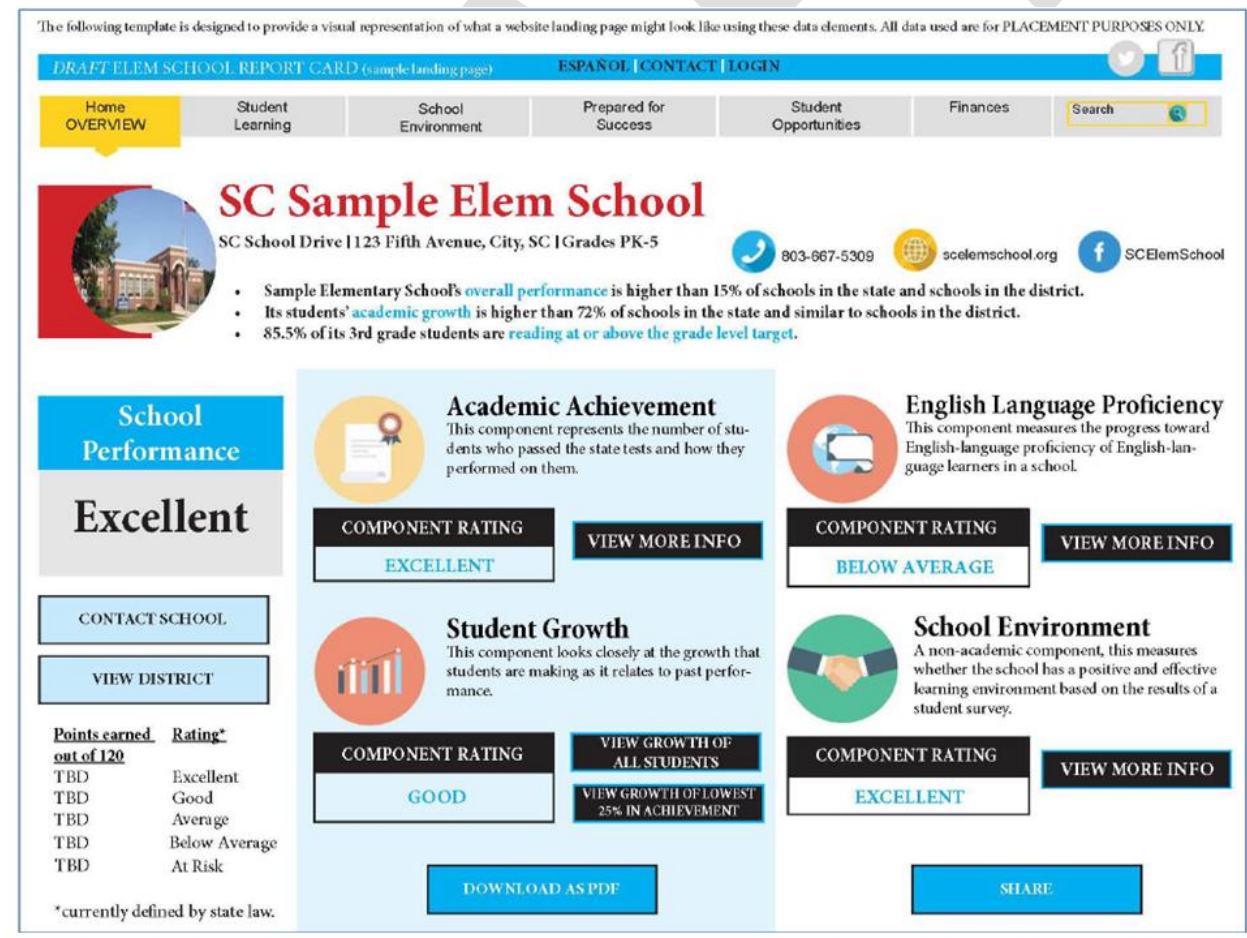 The following template is designed to provide a visual representation of what a website landing page might look like using these data elements. All data used are for PLACEMENT PURPOSES ONLY.
DRAFT ELEM SCHOOL REPORT CARD (sample landing page)
ESPAÑOL | CONTACT | LOGIN
Home
OVERVIEW
Student
Learning
School
Environment
Prepared for
Success
Student
Opportunities
Finances
Search
SC Sample Elem School
SC School Drive | 123 Fifth Avenue, City, SC | Grades PK-5
803-667-5309
scelemschool.org
SCElemSchool
• Sample Elementary School's overall performance is higher than 15% of schools in the state and schools in the district.
• Its students' academic growth is higher than 72% of schools in the state and similar to schools in the district.
• 85.5% of its 3rd grade students are reading at or above the grade level target.
School
Performance
Excellent
CONTACT SCHOOL
VIEW DISTRICT
Points earned Rating*
out of 120
TBD Excellent
TBD Good
TBD Average
TBD Below Average
TBD At Risk
*currently defined by state law.
Academic Achievement
This component represents the number of stu-
dents who passed the state tests and how they
performed on them.
COMPONENT RATING
EXCELLENT
VIEW MORE INFO
English Language Proficiency
This component measures the progress toward
English-language proficiency of English-lan-
guage learners in a school.
COMPONENT RATING
BELOW AVERAGE
VIEW MORE INFO
Student Growth
This component looks closely at the growth that
students are making as it relates to past perfor-
mance.
COMPONENT RATING
GOOD
VIEW GROWTH OF
ALL STUDENTS
VIEW GROWTH OF LOWEST
25% IN ACHIEVEMENT
School Environment
A non-academic component, this measures
whether the school has a positive and effective
learning environment based on the results of a
student survey.
COMPONENT RATING
EXCELLENT
VIEW MORE INFO
DOWNLOAD AS PDF
SHARE